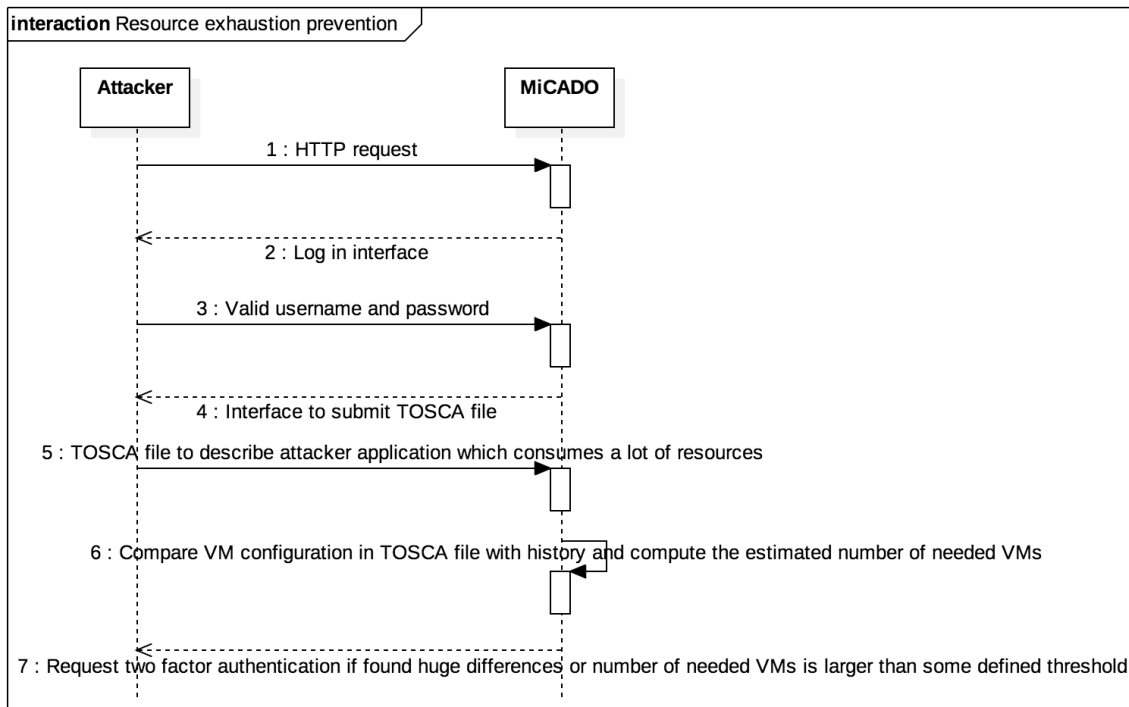 interaction Resource exhaustion prevention
Attacker
MiCADO
1 : HTTP request
2 : Log in interface
3 : Valid username and password
4 : Interface to submit TOSCA file
5 : TOSCA file to describe attacker application which consumes a lot of resources
6 : Compare VM configuration in TOSCA file with history and compute the estimated number of needed VMs
7 : Request two factor authentication if found huge differences or number of needed VMs is larger than some defined threshold